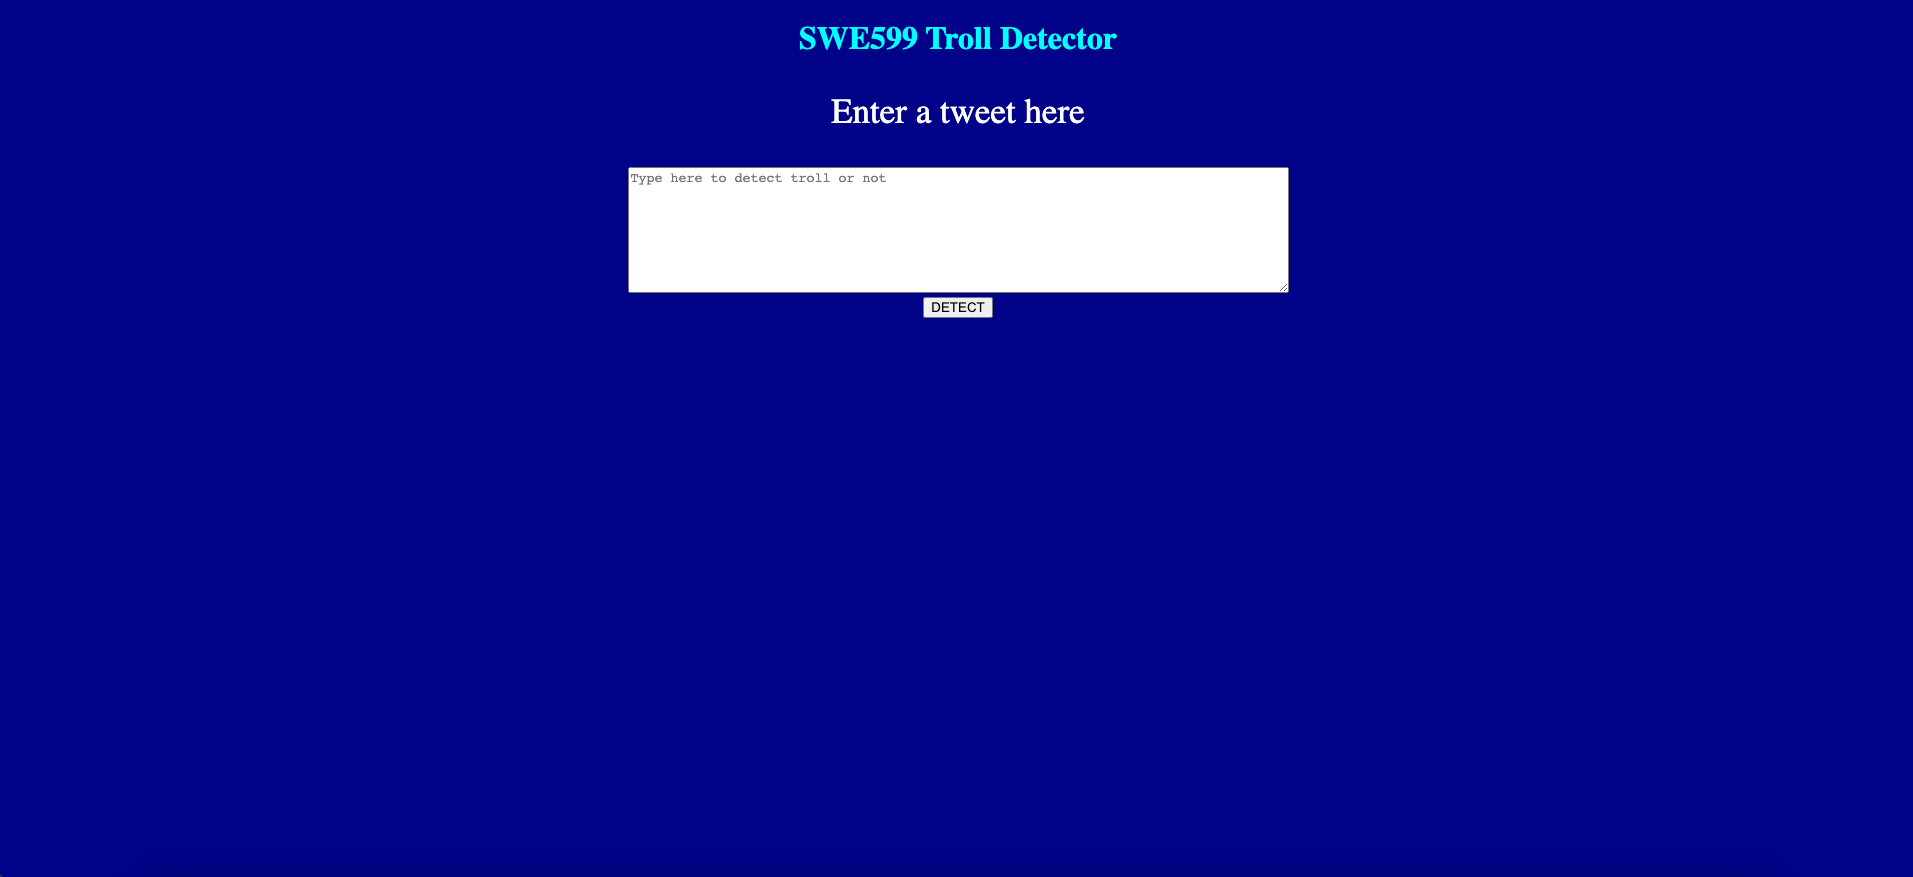 SWE599 Troll Detector
Enter a tweet here
Type here to detect troll or not
DETECT